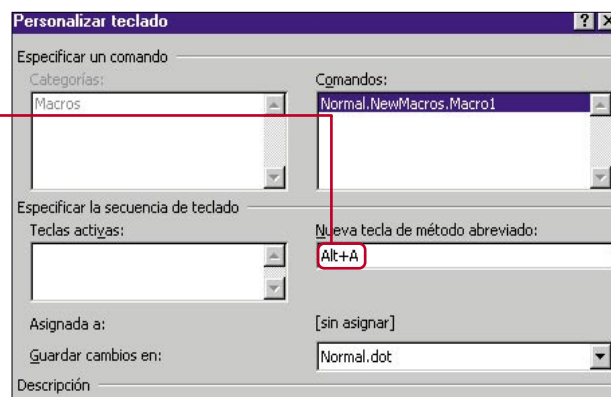 Personalizar teclado
Especificar un comando
Categorías:
Comandos:
Macros
Normal.NewMacros.Macro1
Especificar la secuencia de teclado
Teclas activas:
Nueva tecla de método abreviado:
Alt+A
Asignada a:
[sin asignar]
Guardar cambios en:
Normal.dot
Descripción